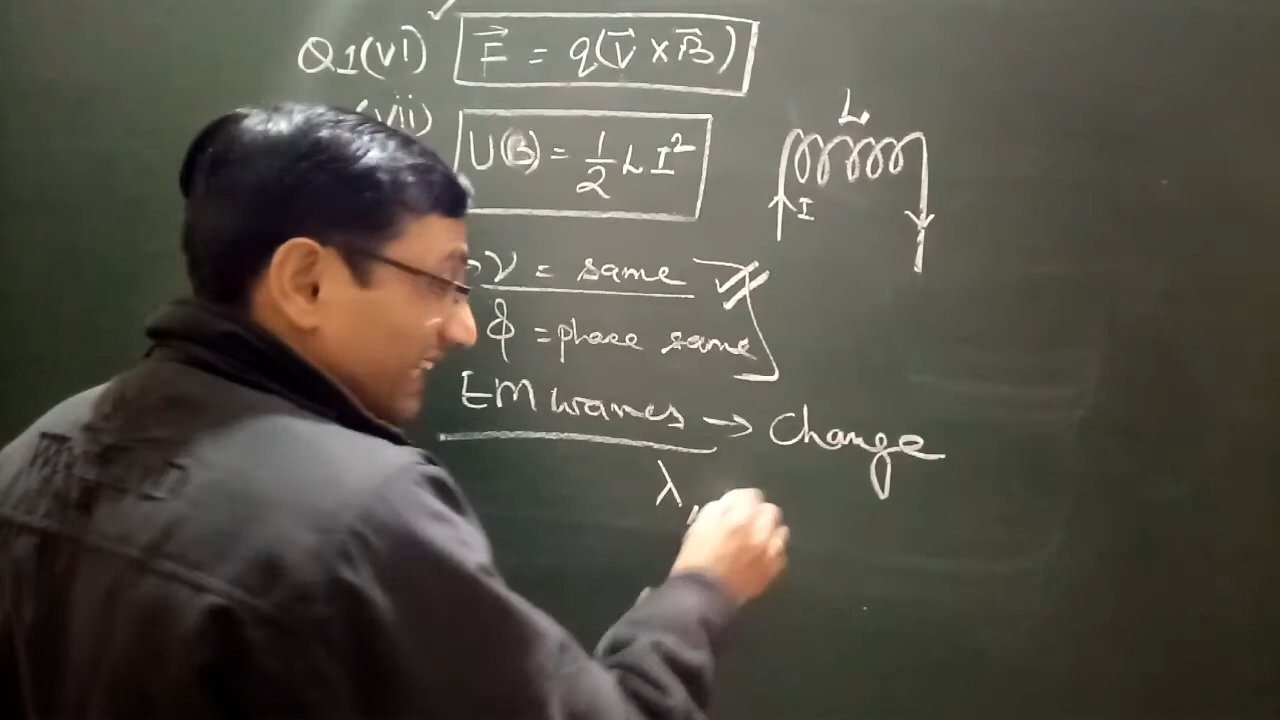 Q1(vi) F⃗ = q(V⃗ × B⃗)
(vii) U(B) = 1/2 L I²
L
I
ν = same
ϕ = phase same
EM waves → Change
λ,